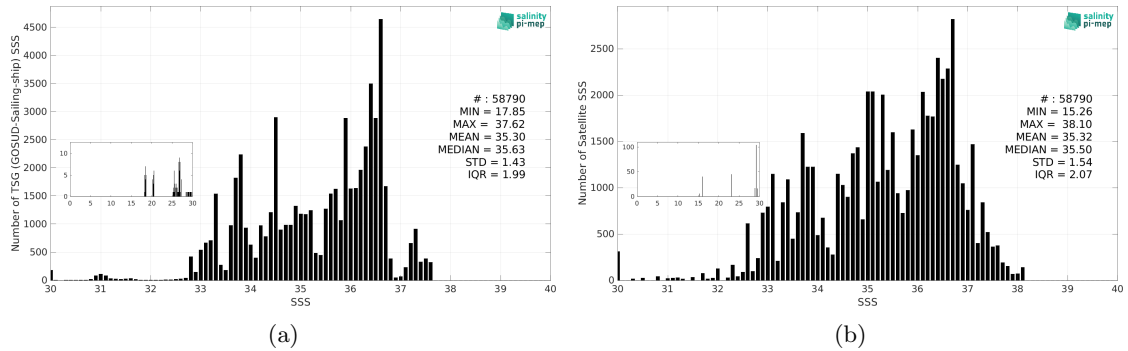 salinity
pi-mep
Number of TSG (GOSUD-Sailing-ship) SSS
4500
4000
3500
3000
2500
2000
1500
1000
500
0
# : 58790
MIN = 17.85
MAX = 37.62
MEAN = 35.30
MEDIAN = 35.63
STD = 1.43
IQR = 1.99
10
5
0
0 5 10 15 20 25 30
30 31 32 33 34 35 36 37 38 39 40
SSS
(a)
salinity
pi-mep
Number of Satellite SSS
2500
2000
1500
1000
500
0
# : 58790
MIN = 15.26
MAX = 38.10
MEAN = 35.32
MEDIAN = 35.50
STD = 1.54
IQR = 2.07
100
50
0
0 5 10 15 20 25 30
30 31 32 33 34 35 36 37 38 39 40
SSS
(b)